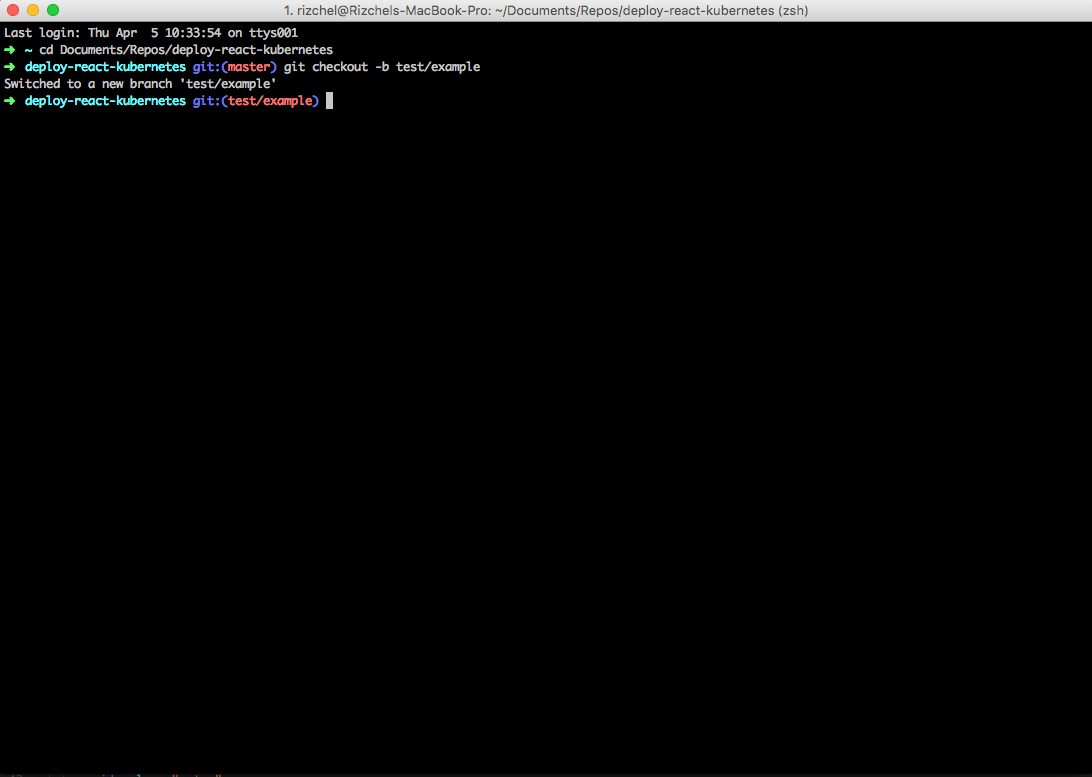 1. rizchel@Rizchels-MacBook-Pro: ~/Documents/Repos/deploy-react-kubernetes (zsh)
Last login: Thu Apr  5 10:33:54 on ttys001
➜  ~ cd Documents/Repos/deploy-react-kubernetes
➜  deploy-react-kubernetes git:(master) git checkout -b test/example
Switched to a new branch 'test/example'
➜  deploy-react-kubernetes git:(test/example)